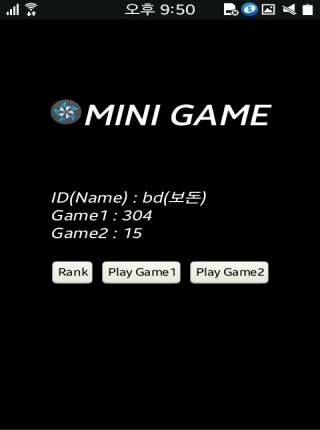 오후 9:50
MINI GAME
ID(Name) : bd(보돈)
Game1 : 304
Game2 : 15
Rank Play Game1 Play Game2